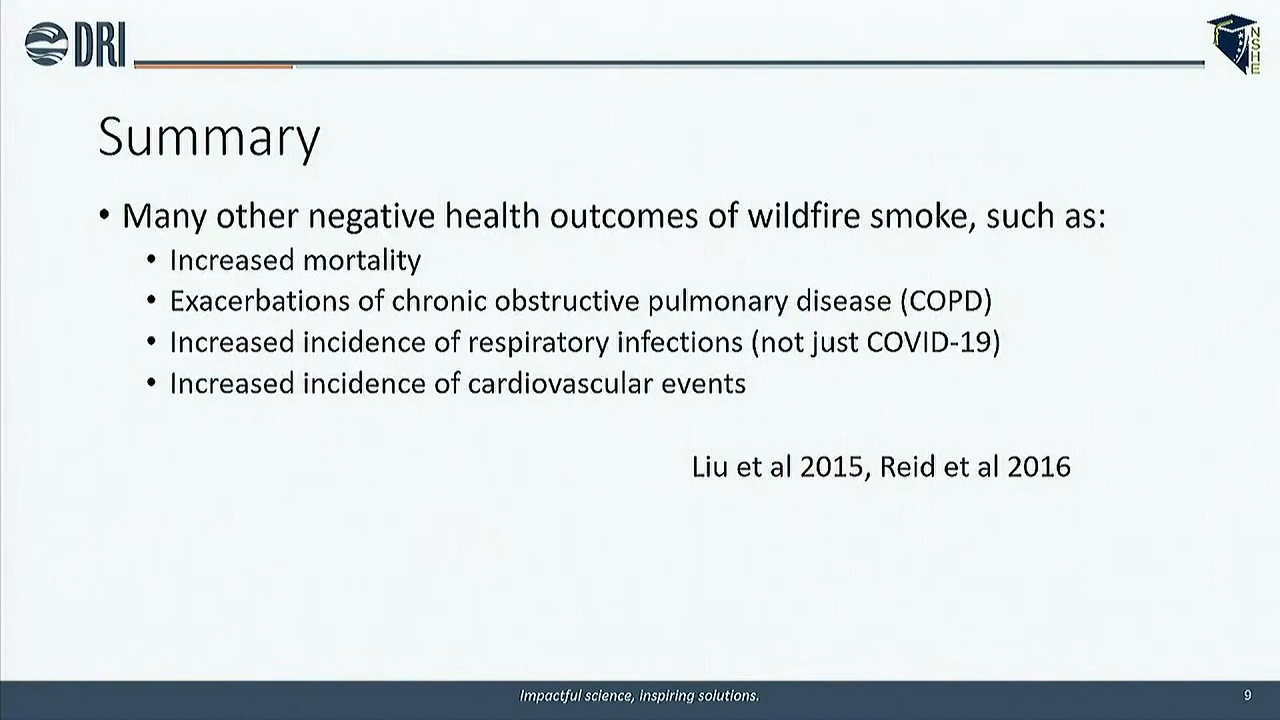 DRI
NSHE
Summary
• Many other negative health outcomes of wildfire smoke, such as:
• Increased mortality
• Exacerbations of chronic obstructive pulmonary disease (COPD)
• Increased incidence of respiratory infections (not just COVID-19)
• Increased incidence of cardiovascular events
Liu et al 2015, Reid et al 2016
Impactful science, inspiring solutions.
9